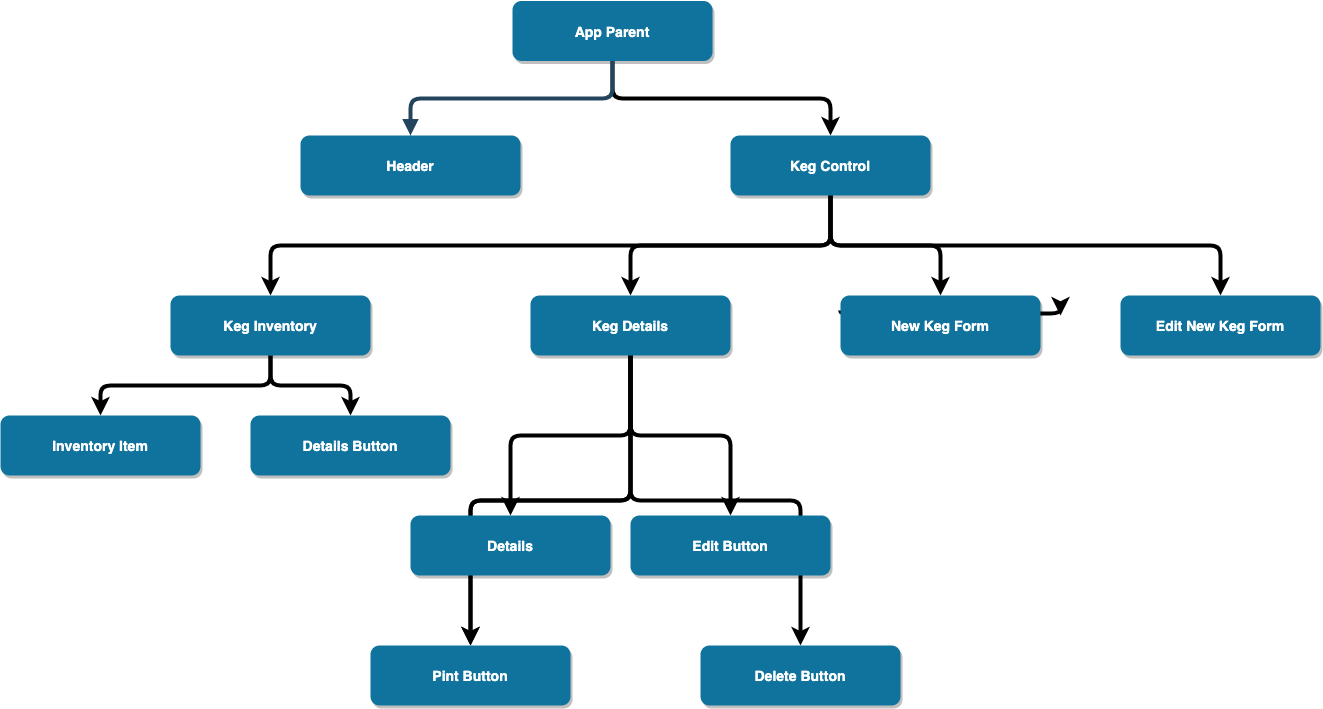 App Parent
Header
Keg Control
Keg Inventory
Keg Details
New Keg Form
Edit New Keg Form
Inventory Item
Details Button
Details
Edit Button
Pint Button
Delete Button